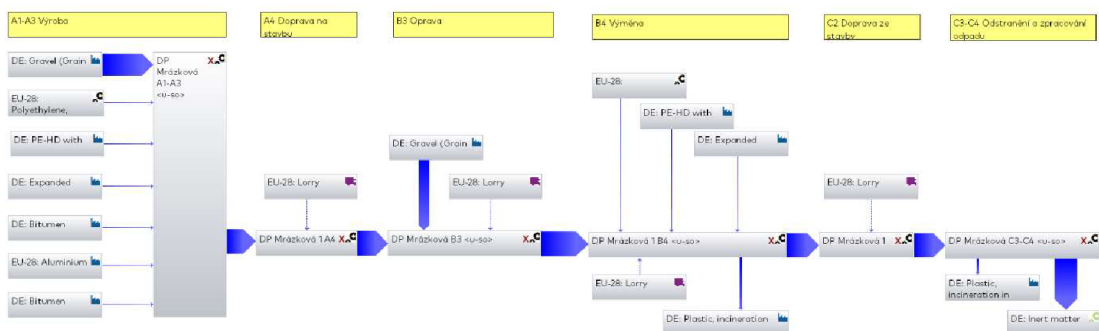 A1-A3 Výroba
A4 Doprava na
stavbu
B3 Oprava
B4 Výměna
C2 Doprava ze
stavby
C3-C4 Odstranění a zpracování
odpadu
DE: Gravel (Grain
EU-28:
Polyethylene,
DE: PE-HD with
DE: Expanded
DE: Bitumen
EU-28: Aluminium
DE: Bitumen
DP
Mrázková
A1-A3
<u-so>
EU-28: Lorry
DP Mrázková 1 A4
DE: Gravel (Grain
EU-28: Lorry
DP Mrázková B3 <u-so>
EU-28:
DE: PE-HD with
DE: Expanded
DP Mrázková 1 B4 <u-so>
EU-28: Lorry
DE: Plastic, incineration
EU-28: Lorry
DP Mrázková 1
DP Mrázková C3-C4 <u-so>
DE: Plastic,
incineration in
DE: Inert matter